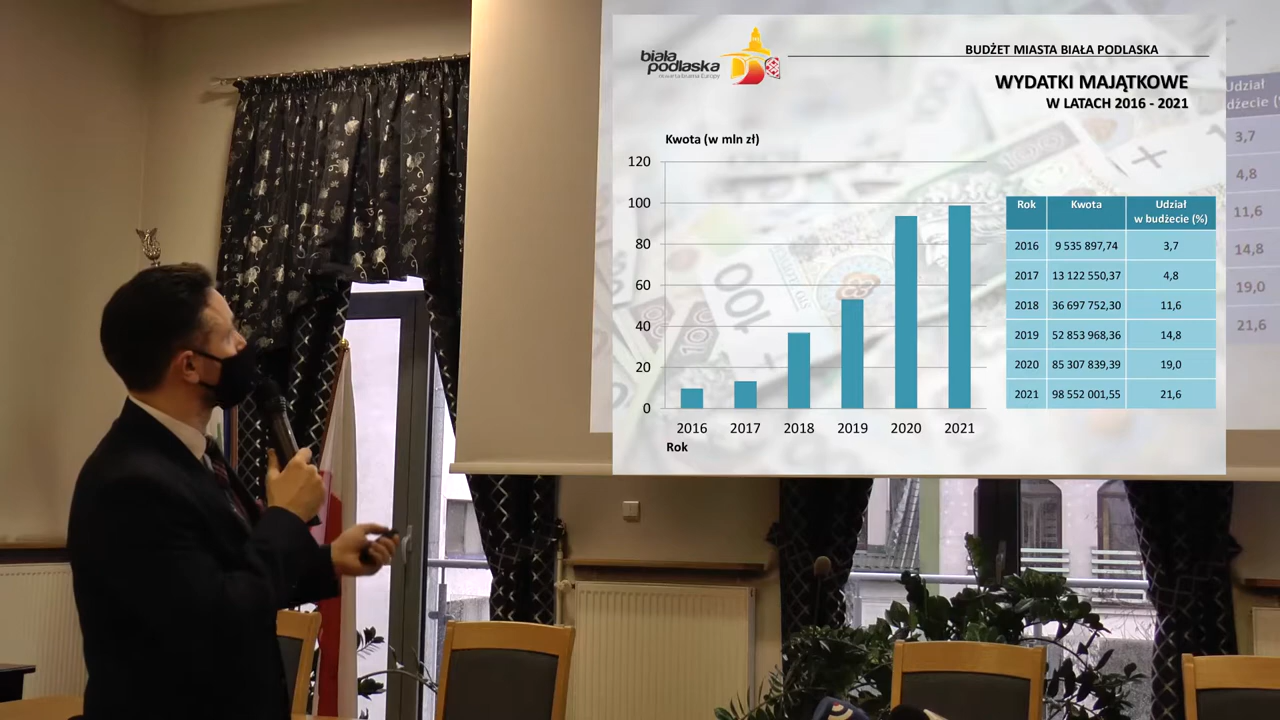 biała
podlaska
BUDŻET MIASTA BIAŁA PODLASKA
WYDATKI MAJĄTKOWE
W LATACH 2016 - 2021
Kwota (w mln zł)
120
100
80
60
40
20
0
2016 2017 2018 2019 2020 2021
Rok
Rok Kwota Udział
w budżecie (%)
2016 9 535 897,74 3,7
2017 13 122 550,37 4,8
2018 36 697 752,30 11,6
2019 52 853 968,36 14,8
2020 85 307 839,39 19,0
2021 98 552 001,55 21,6
Udział
3,7
4,8
11,6
14,8
19,0
21,6
100
100